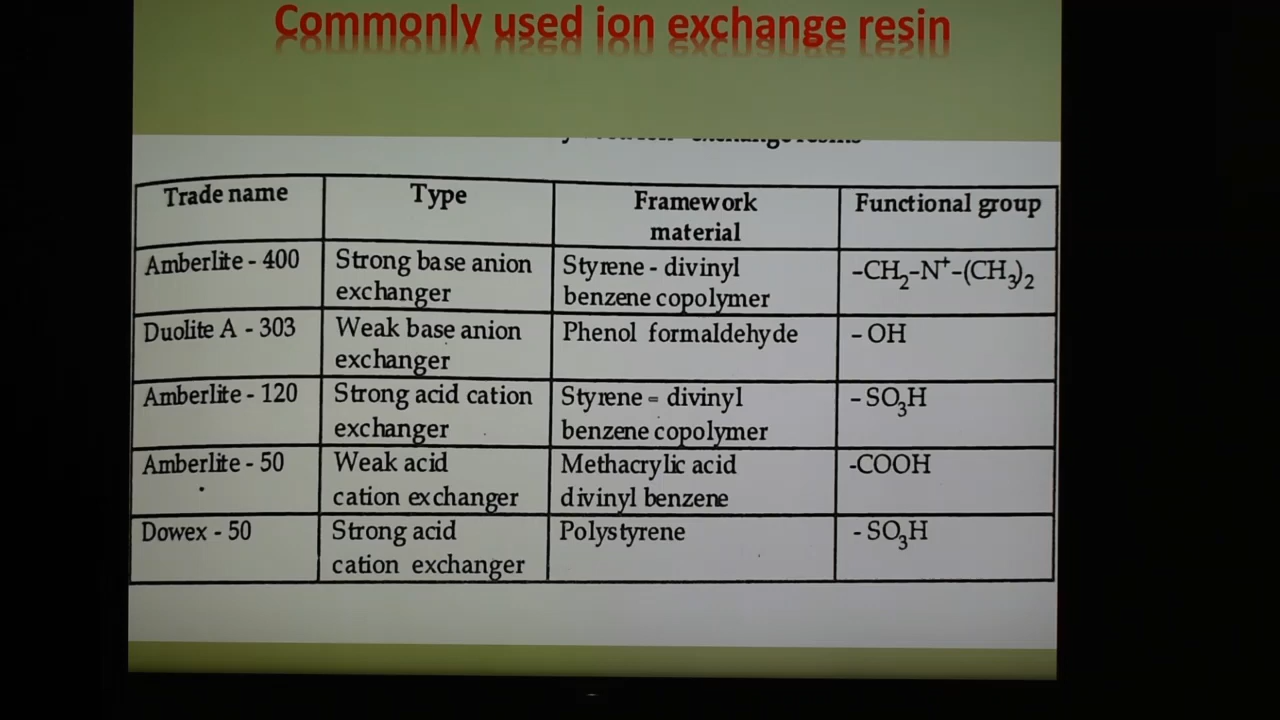 Commonly used ion exchange resin
exchange resins
Trade name Type Framework Functional group
material
Amberlite - 400 Strong base anion Styrene - divinyl -CH₂-N⁺-(CH₃)₂
exchanger benzene copolymer
Duolite A - 303 Weak base anion Phenol formaldehyde - OH
exchanger
Amberlite - 120 Strong acid cation Styrene - divinyl - SO₃H
exchanger benzene copolymer
Amberlite - 50 Weak acid Methacrylic acid -COOH
cation exchanger divinyl benzene
Dowex - 50 Strong acid Polystyrene - SO₃H
cation exchanger